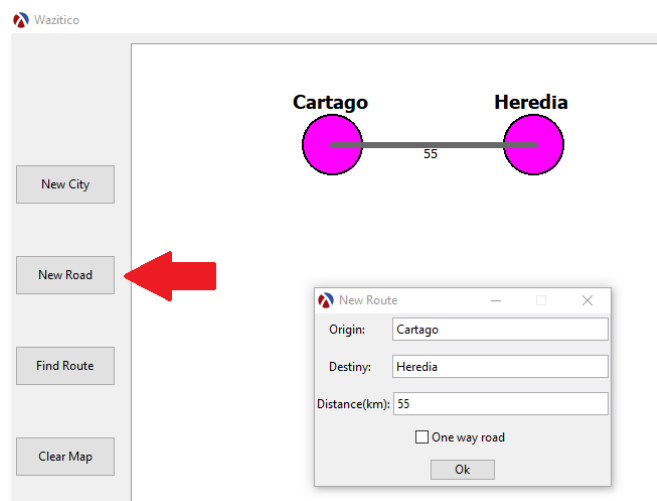 Wazitico
Cartago Heredia
55
New City
New Road
Find Route
Clear Map
New Route
Origin: Cartago
Destiny: Heredia
Distance(km): 55
One way road
Ok